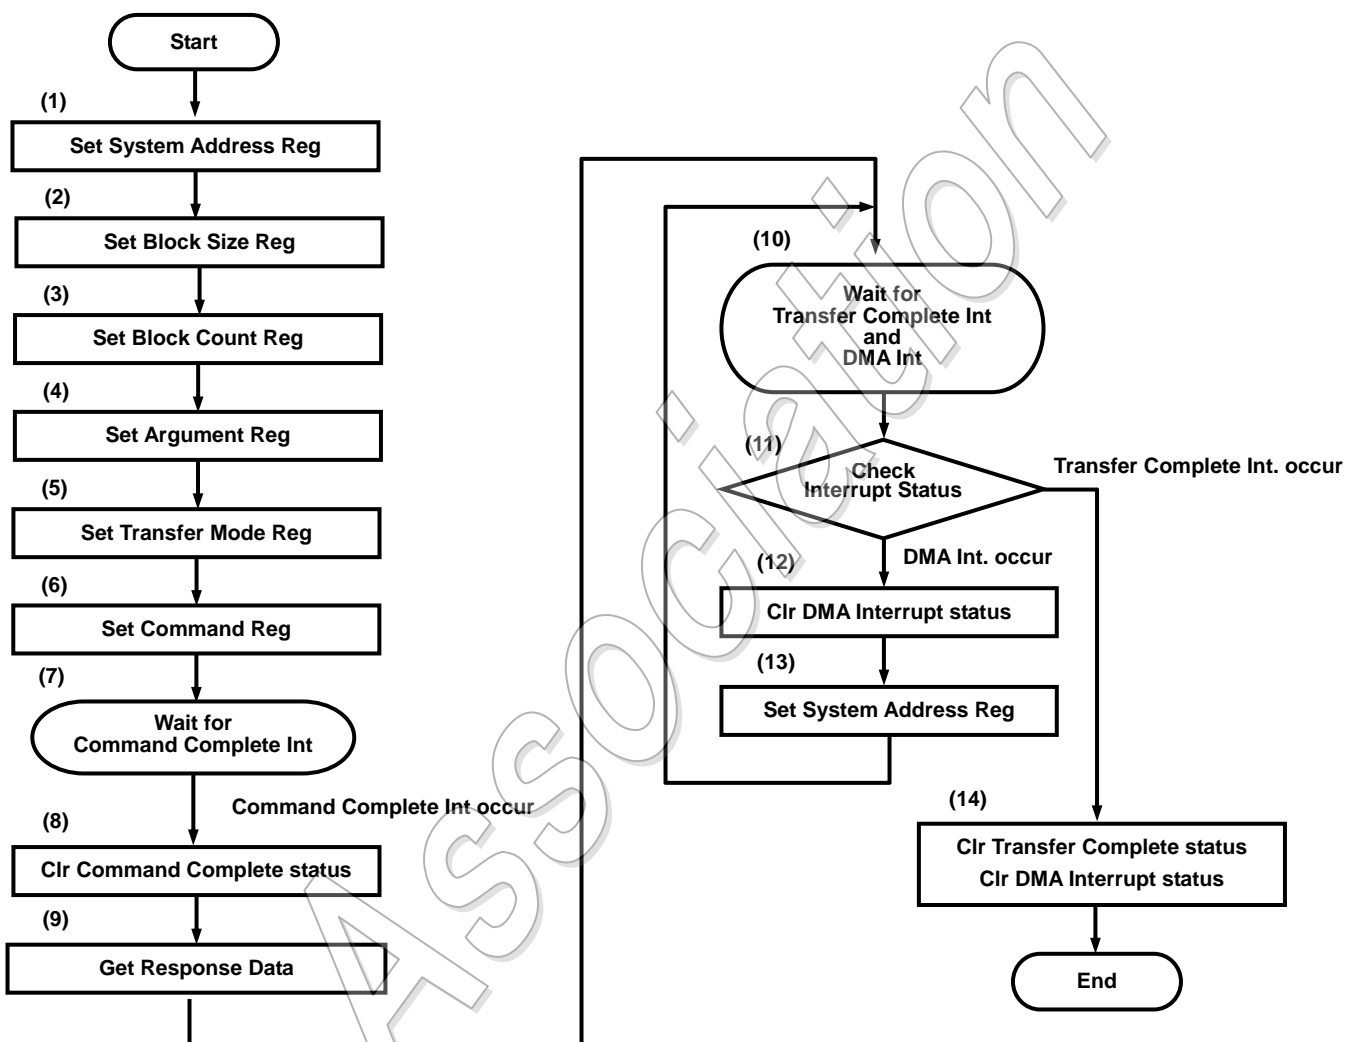 Start
(1)
Set System Address Reg
(2)
Set Block Size Reg
(3)
Set Block Count Reg
(4)
Set Argument Reg
(5)
Set Transfer Mode Reg
(6)
Set Command Reg
(7)
Wait for
Command Complete Int
Command Complete Int occur
(8)
Clr Command Complete status
(9)
Get Response Data
(10)
Wait for
Transfer Complete Int
and
DMA Int
(11)
Check
Interrupt Status
Transfer Complete Int. occur
DMA Int. occur
(12)
Clr DMA Interrupt status
(13)
Set System Address Reg
(14)
Clr Transfer Complete status
Clr DMA Interrupt status
End
Association